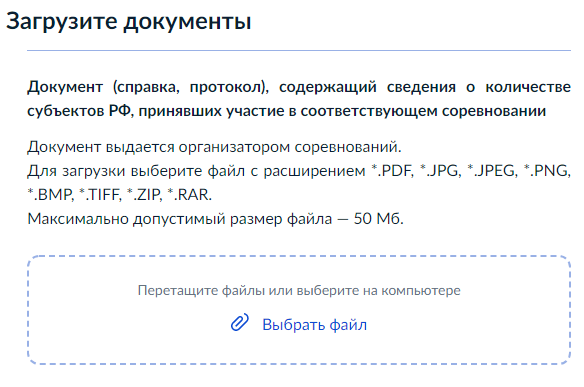 Загрузите документы
Документ (справка, протокол), содержащий сведения о количестве
субъектов РФ, принявших участие в соответствующем соревновании
Документ выдается организатором соревнований.
Для загрузки выберите файл с расширением *.PDF, *.JPG, *.JPEG, *.PNG,
*.BMP, *.TIFF, *.ZIP, *.RAR.
Максимально допустимый размер файла — 50 Мб.
Перетащите файлы или выберите на компьютере
Выбрать файл